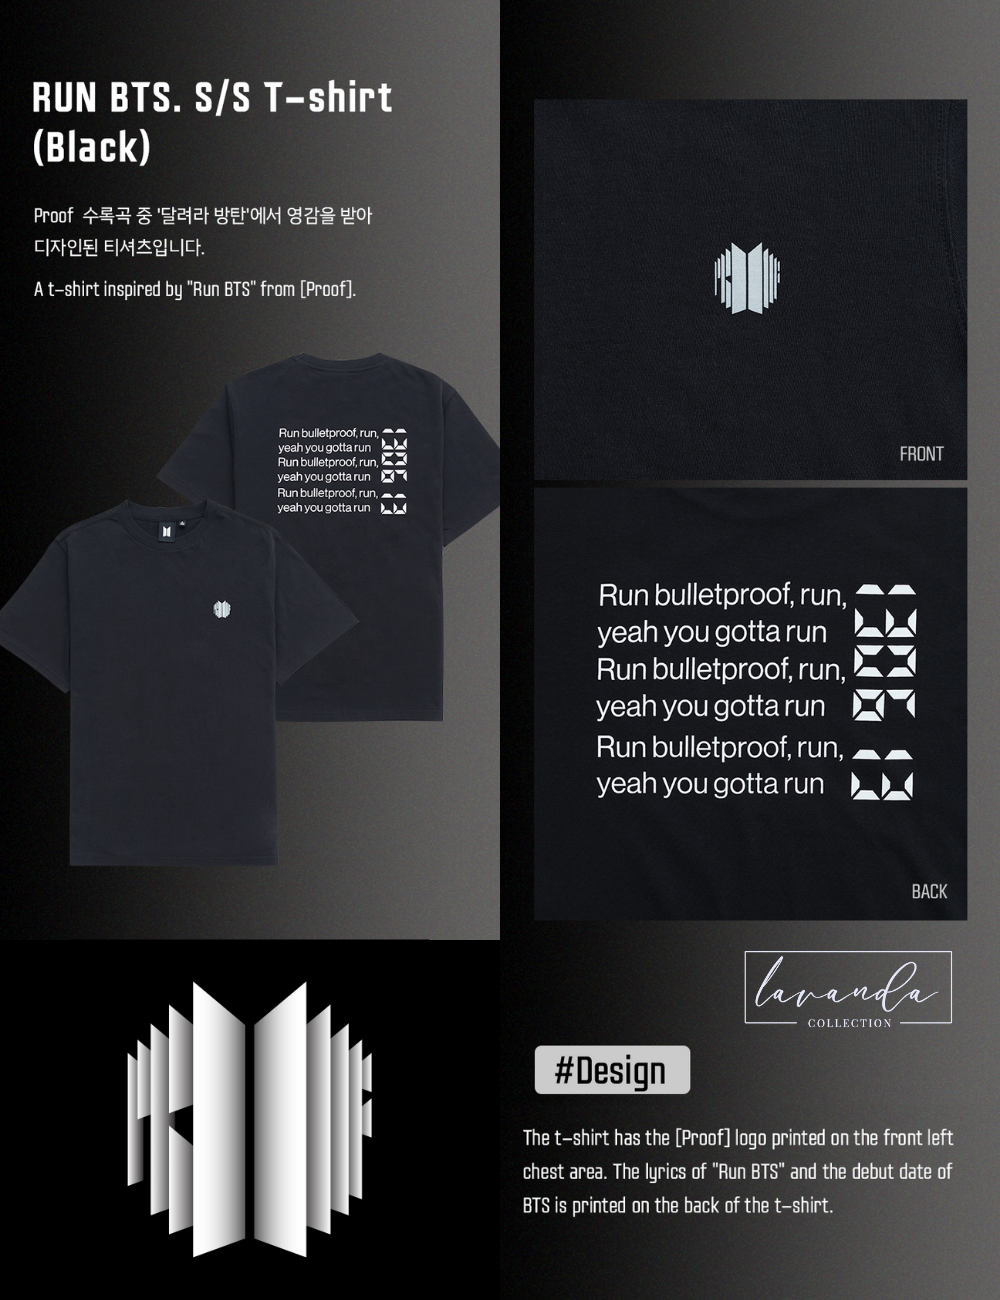 RUN BTS. S/S T-shirt
(Black)
Proof 수록곡 중 '달려라 방탄'에서 영감을 받아
디자인된 티셔츠입니다.
A t-shirt inspired by "Run BTS" from [Proof].
Run bulletproof, run,
yeah you gotta run
Run bulletproof, run,
yeah you gotta run
Run bulletproof, run,
yeah you gotta run
FRONT
Run bulletproof, run,
yeah you gotta run
Run bulletproof, run,
yeah you gotta run
Run bulletproof, run,
yeah you gotta run
BACK
lavanda
COLLECTION
#Design
The t-shirt has the [Proof] logo printed on the front left
chest area. The lyrics of "Run BTS" and the debut date of
BTS is printed on the back of the t-shirt.